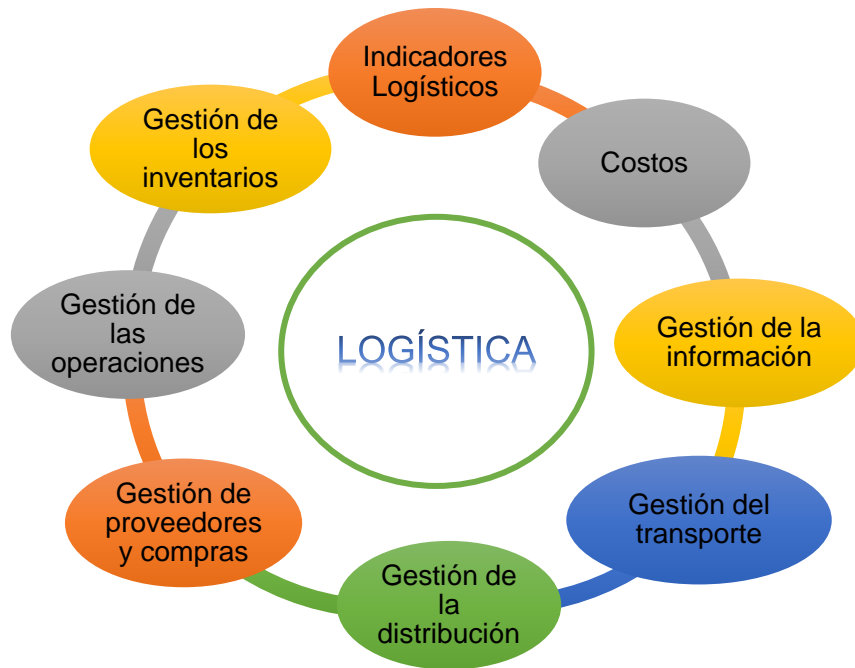 Indicadores
Logísticos
Costos
Gestión de la
información
Gestión del
transporte
Gestión de
la
distribución
Gestión de
proveedores
y compras
Gestión de
las
operaciones
Gestión de
los
inventarios
LOGÍSTICA